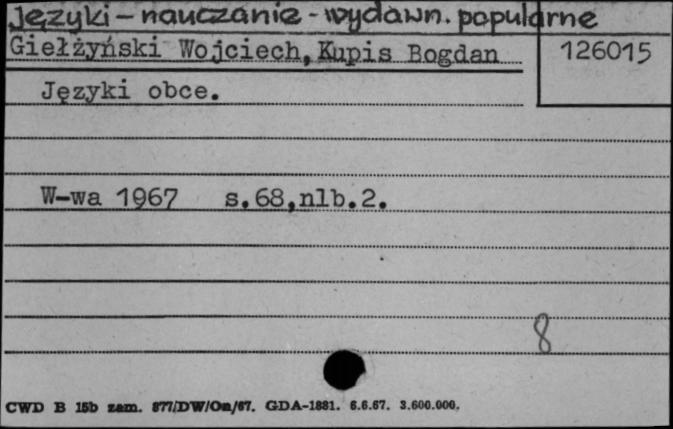 Języki – nauczanie - wydawn. popularne
Giełżyński Wojciech, Kupis Bogdan
126015
Języki obce.
W-wa 1967 s.68,nlb.2.
8
CWD B 15b zam. 877/DW/On/67. GDA-1881. 6.6.67. 3.600.000.